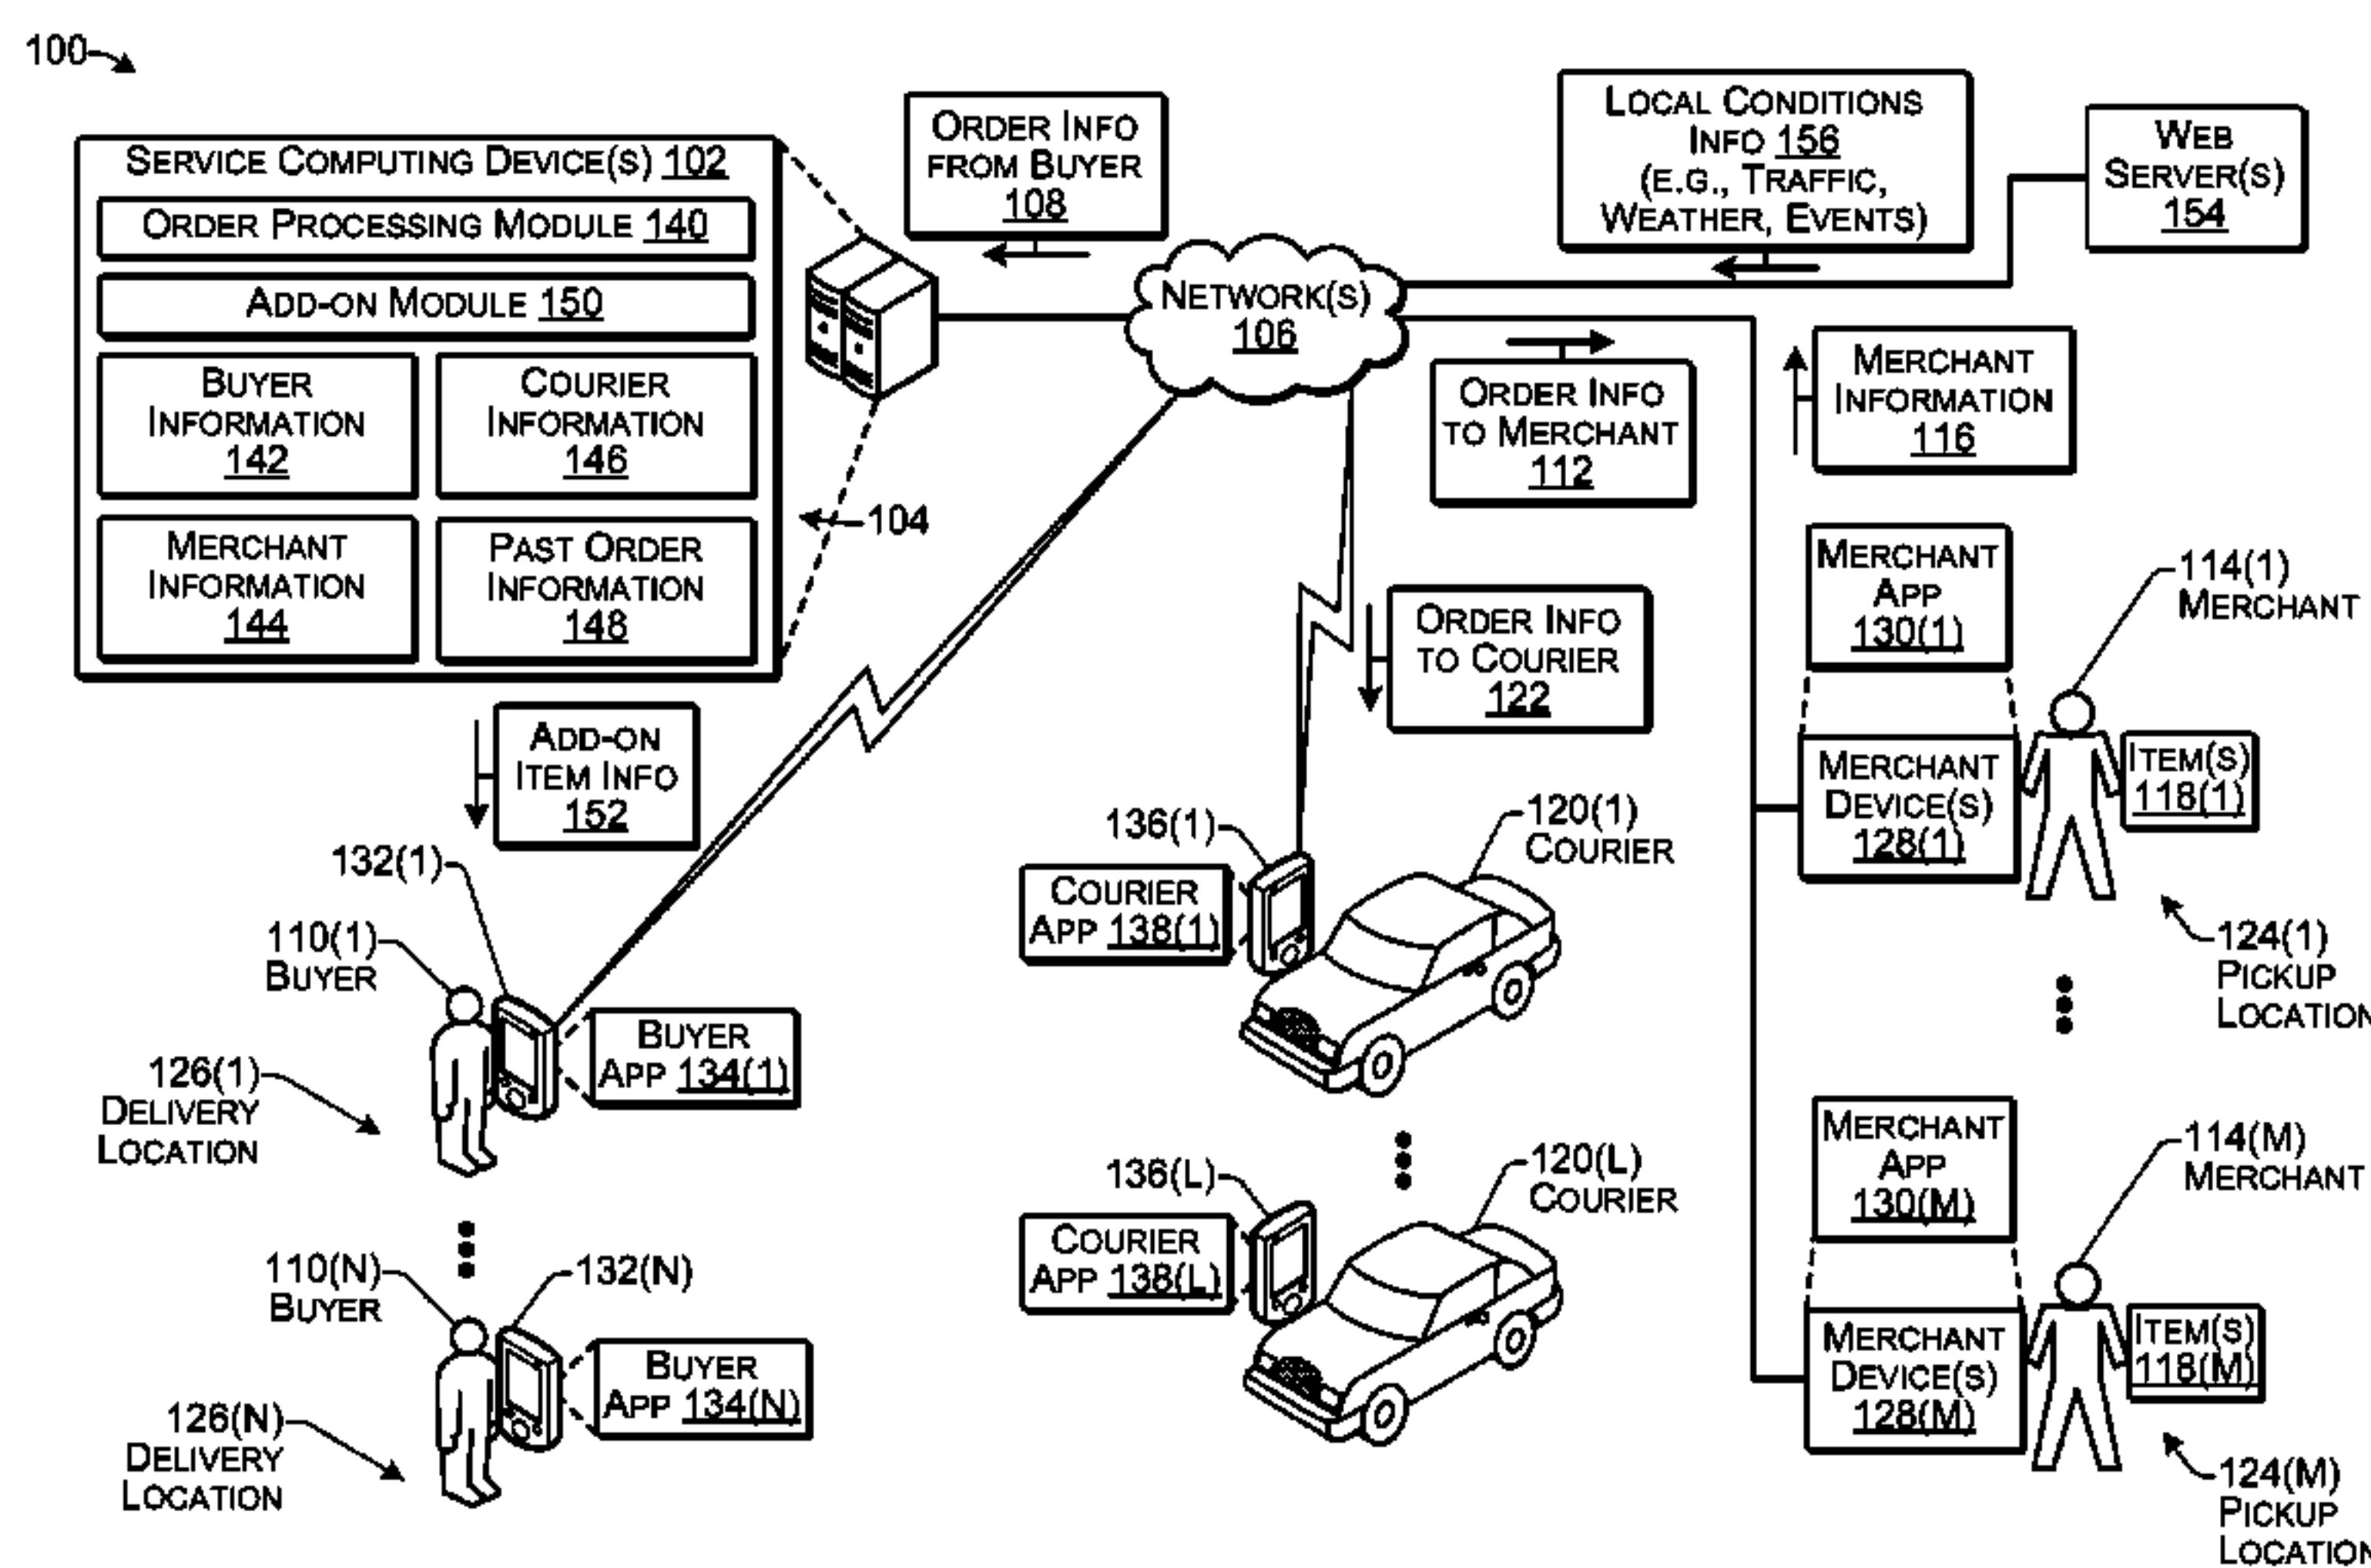 100
SERVICE COMPUTING DEVICE(S) 102
ORDER PROCESSING MODULE 140
ADD-ON MODULE 150
BUYER
INFORMATION
142
COURIER
INFORMATION
146
MERCHANT
INFORMATION
144
PAST ORDER
INFORMATION
148
104
ORDER INFO
FROM BUYER
108
NETWORK(S)
106
LOCAL CONDITIONS
INFO 156
(E.G., TRAFFIC,
WEATHER, EVENTS)
WEB
SERVER(S)
154
ORDER INFO
TO MERCHANT
112
MERCHANT
INFORMATION
116
ORDER INFO
TO COURIER
122
ADD-ON
ITEM INFO
152
MERCHANT
APP
130(1)
114(1)
MERCHANT
MERCHANT
DEVICE(S)
128(1)
ITEM(S)
118(1)
124(1)
PICKUP
LOCATION
132(1)
110(1)
BUYER
BUYER
APP 134(1)
126(1)
DELIVERY
LOCATION
136(1)
COURIER
APP 138(1)
120(1)
COURIER
110(N)
BUYER
132(N)
BUYER
APP 134(N)
126(N)
DELIVERY
LOCATION
136(L)
COURIER
APP 138(L)
120(L)
COURIER
MERCHANT
APP
130(M)
114(M)
MERCHANT
MERCHANT
DEVICE(S)
128(M)
ITEM(S)
118(M)
124(M)
PICKUP
LOCATION